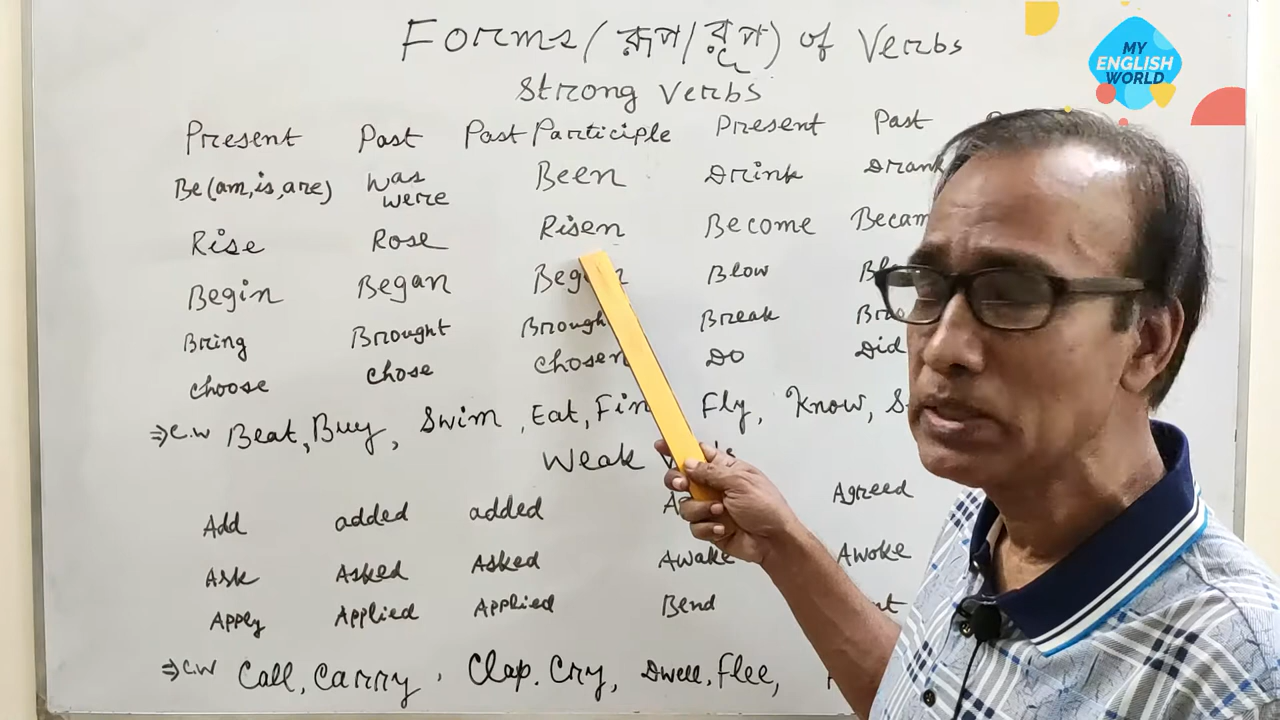 Forms (রূপ/রূপ) of Verbs
MY
ENGLISH
WORLD
Strong Verbs
Present Past Past Participle Present Past
Be (am, is, are) was were Been Drink Drank
Rise Rose Risen Become
Begin Began Blow
Bring Brought Break
choose chose chosen Do Did
⇒ C.W Beat, Buy, Swim, Eat, Fly, Know,
Weak
Add added added Agreed
Ask Asked Asked Awake Awoke
Apply Applied Applied Bend
⇒ C.W Call, Carry, Clap. Cry, Dwell, Flee,